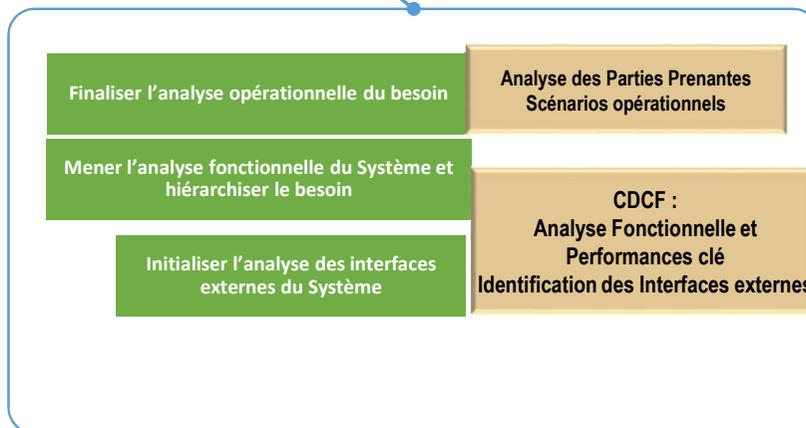 Finaliser l’analyse opérationnelle du besoin
Analyse des Parties Prenantes
Scénarios opérationnels
Mener l’analyse fonctionnelle du Système et
hiérarchiser le besoin
CDCF :
Analyse Fonctionnelle et
Performances clé
Identification des Interfaces externes
Initialiser l’analyse des interfaces
externes du Système